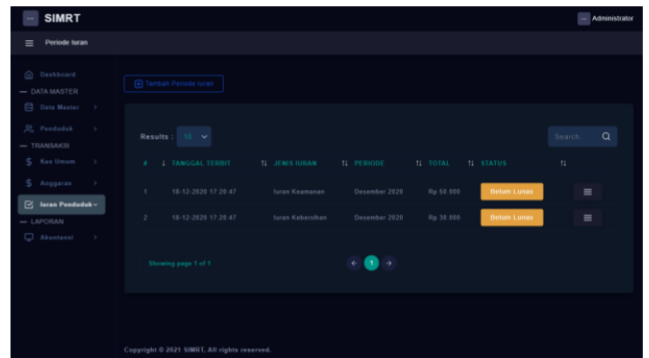 SIMRT
Administrator
Periode Iuran
Dashboard
DATA MASTER
Data Master
Penduduk
TRANSAKSI
Kas Umum
Anggaran
Iuran Penduduk
LAPORAN
Akuntansi
Tambah Periode Iuran
Results : 10
Search
# TANGGAL TERBIT JENIS IURAN PERIODE TOTAL STATUS
1 18-12-2020 17:20:47 Iuran Keamanan Desember 2020 Rp 50.000 Belum Lunas
2 18-12-2020 17:20:47 Iuran Kebersihan Desember 2020 Rp 30.000 Belum Lunas
Showing page 1 of 1
1
Copyright © 2021 SIMRT, All rights reserved.